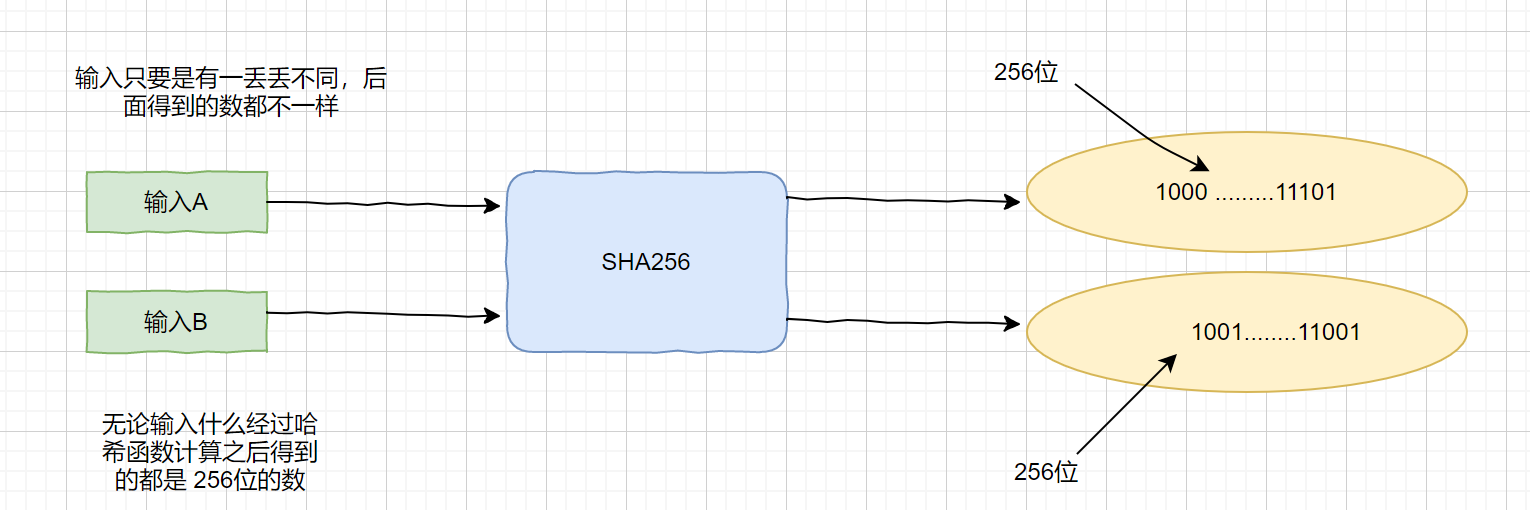 输入只要是有一丢丢不同，后
面得到的数都不一样
256位
输入A
SHA256
1000 .........11101
输入B
1001........11001
无论输入什么经过哈
希函数计算之后得到
的都是 256位的数
256位